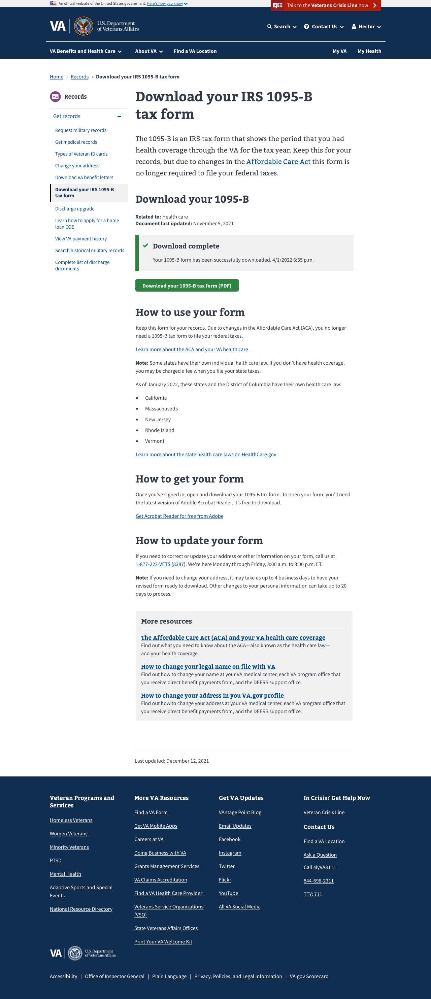 An official website of the United States government. Here's how you know
Talk to the Veterans Crisis Line now
VA
U.S. Department
of Veterans Affairs
Search
Contact Us
Hector
VA Benefits and Health Care
About VA
Find a VA Location
My VA
My Health
Home › Records › Download your IRS 1095-B tax form
Records
Get records
Request military records
Get medical records
Types of Veteran ID cards
Change your address
Download VA benefit letters
Download your IRS 1095-B
tax form
Discharge upgrade
Learn how to apply for a home
loan COE
View VA payment history
Search historical military records
Complete list of discharge
documents
Download your IRS 1095-B
tax form
The 1095-B is an IRS tax form that shows the period that you had
health coverage through the VA for the tax year. Keep this for your
records, but due to changes in the Affordable Care Act this form is
no longer required to file your federal taxes.
Download your 1095-B
Related to: Health care
Document last updated: November 5, 2021
Download complete
Your 1095-B form has been successfully downloaded. 4/1/2022 6:35 p.m.
Download your 1095-B tax form (PDF)
How to use your form
Keep this form for your records. Due to changes in the Affordable Care Act (ACA), you no longer
need a 1095-B tax form to file your federal taxes.
Learn more about the ACA and your VA health care
Note: Some states have their own individual halth care law. If you don't have health coverage,
you may be charged a fee when you file your state taxes.
As of January 2022, these states and the District of Columbia have their own health care law:
▪ California
▪ Massachusetts
▪ New Jersey
▪ Rhode Island
▪ Vermont
Learn more about the state health care laws on HealthCare.gov
How to get your form
Once you've signed in, open and download your 1095-B tax form. To open your form, you'll need
the latest version of Adoble Acrobat Reader. It's free to download.
Get Acrobat Reader for free from Adobe
How to update your form
If you need to correct or update your address or other information on your form, call us at
1-877-222-VETS (8387). We're here Monday through Friday, 8:00 a.m. to 8:00 p.m. ET.
Note: If you need to change your address, it may take us up to 4 business days to have your
revised form ready to download. Other changes to your personal information can take up to 20
days to process.
More resources
The Affordable Care Act (ACA) and your VA health care coverage
Find out what you need to know about the ACA—also known as the health care law—
and your health coverage.
How to change your legal name on file with VA
Find out how to change your name at your VA medical center, each VA program office that
you receive direct benefit payments from, and the DEERS support office.
How to change your address in you VA.gov profile
Find out how to change your address at your VA medical center, each VA program office that
you receive direct benefit payments from, and the DEERS support office.
Last updated: December 12, 2021
Veteran Programs and
Services
Homeless Veterans
Women Veterans
Minority Veterans
PTSD
Mental Health
Adaptive Sports and Special
Events
National Resource Directory
More VA Resources
Find a VA Form
Get VA Mobile Apps
Careers at VA
Doing Business with VA
Grants Management Services
VA Claims Accreditation
Find a VA Health Care Provider
Veterans Service Organizations
(VSO)
State Veterans Affairs Offices
Print Your VA Welcome Kit
Get VA Updates
VAntage Point Blog
Email Updates
Facebook
Instagram
Twitter
Flickr
YouTube
All VA Social Media
In Crisis? Get Help Now
Veteran Crisis Line
Contact Us
Find a VA Location
Ask a Question
Call MyVA311:
844-698-2311
TTY: 711
VA
U.S. Department
of Veterans Affairs
Accessibility | Office of Inspector General | Plain Language | Privacy, Policies, and Legal Information | VA.gov Scorecard